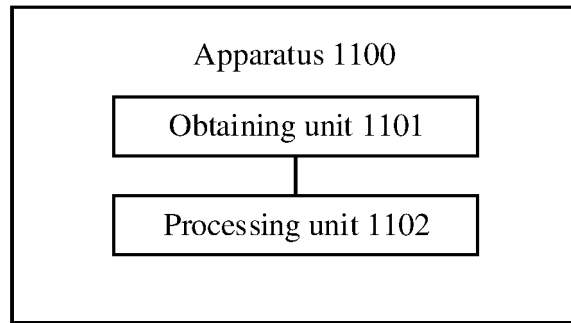 Apparatus 1100
Obtaining unit 1101
Processing unit 1102